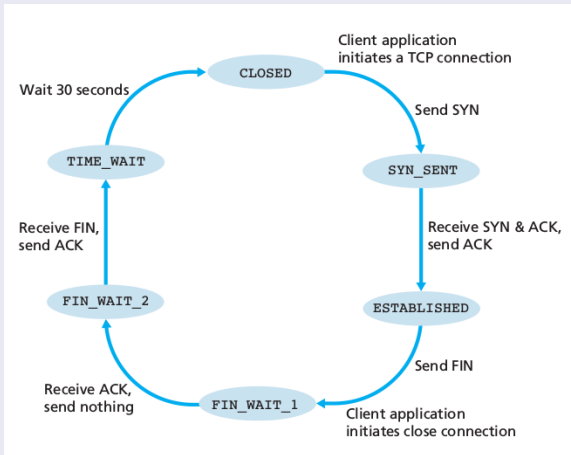 Client application
initiates a TCP connection
CLOSED
Wait 30 seconds
Send SYN
TIME_WAIT
SYN_SENT
Receive FIN,
send ACK
Receive SYN & ACK,
send ACK
FIN_WAIT_2
ESTABLISHED
Send FIN
Receive ACK,
send nothing
FIN_WAIT_1
Client application
initiates close connection